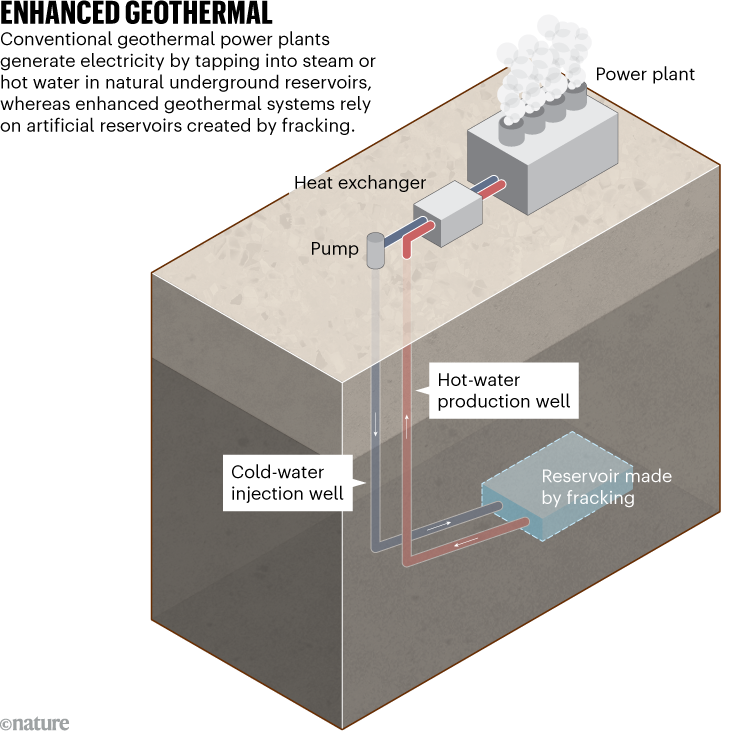 ENHANCED GEOTHERMAL
Conventional geothermal power plants
generate electricity by tapping into steam or
hot water in natural underground reservoirs,
whereas enhanced geothermal systems rely
on artificial reservoirs created by fracking.
Power plant
Heat exchanger
Pump
Hot-water
production well
Cold-water
injection well
Reservoir made
by fracking
©nature